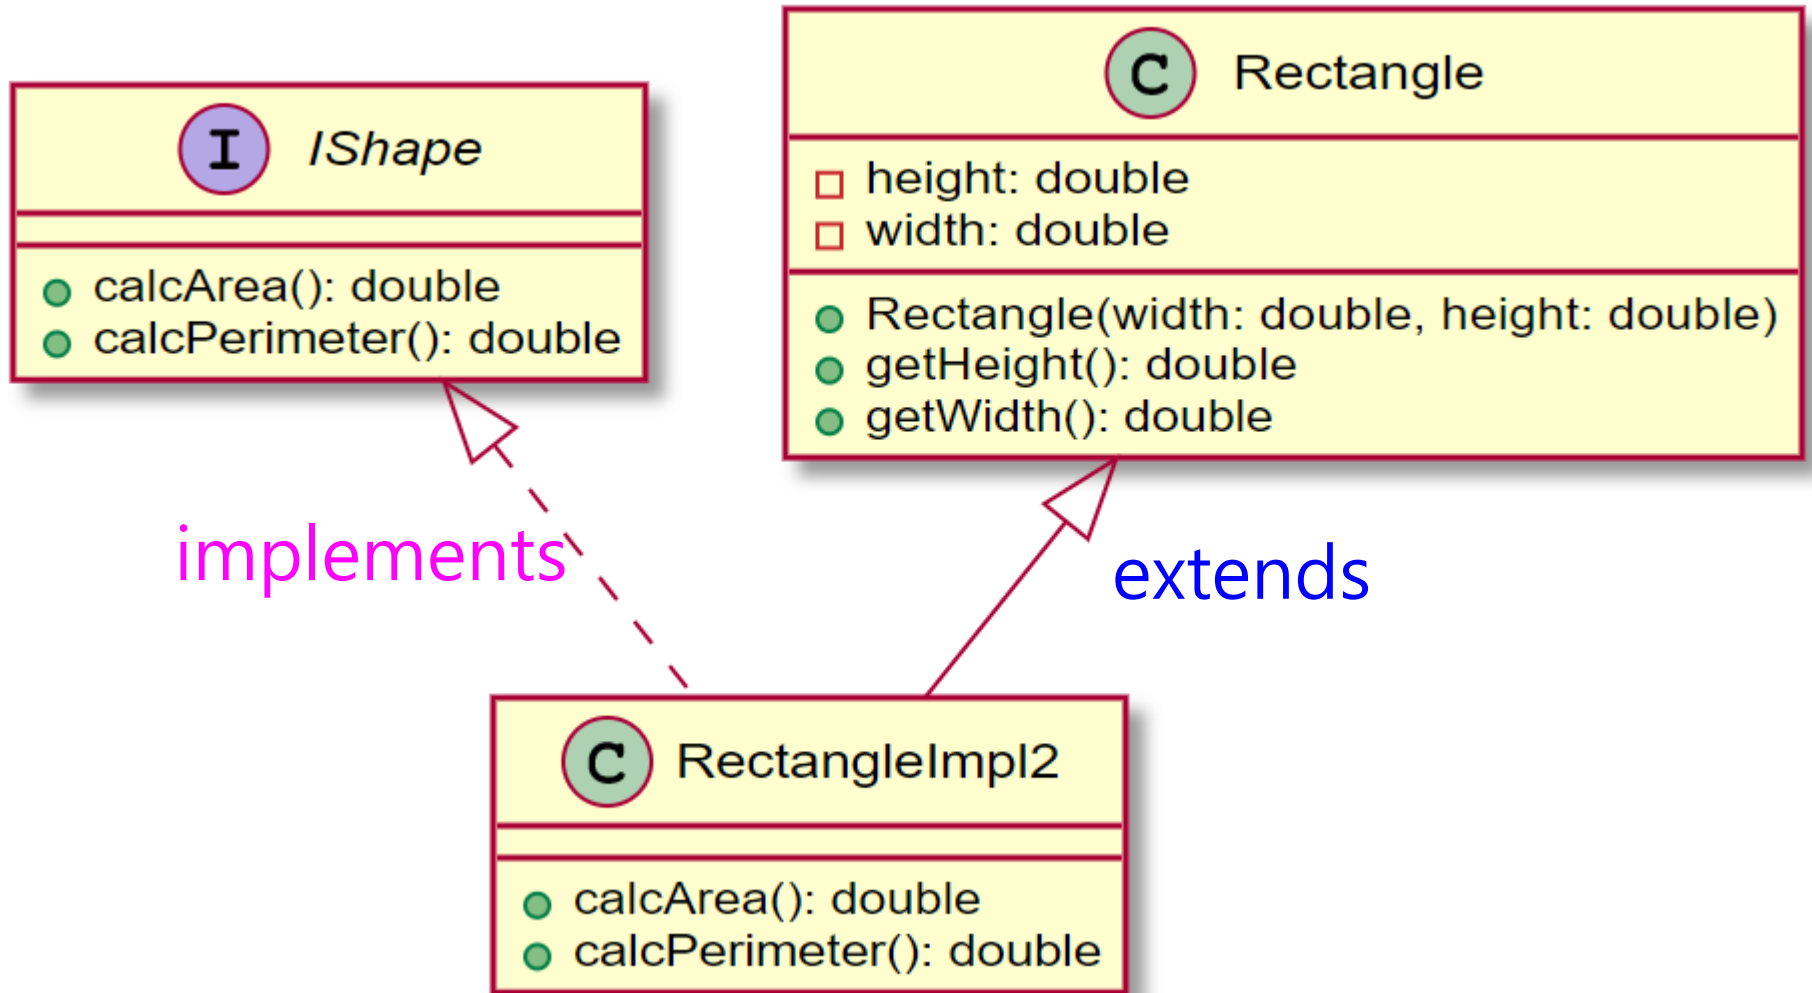 I IShape
calcArea(): double
calcPerimeter(): double
C Rectangle
height: double
width: double
Rectangle(width: double, height: double)
getHeight(): double
getWidth(): double
implements
extends
C RectangleImpl2
calcArea(): double
calcPerimeter(): double